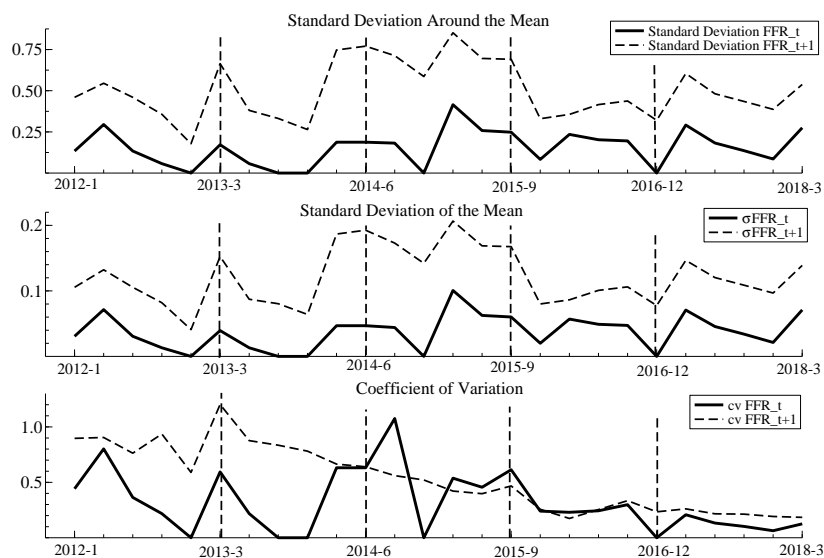 Standard Deviation Around the Mean
Standard Deviation FFR_t
Standard Deviation FFR_t+1
0.75
0.50
0.25
2012-1 2013-3 2014-6 2015-9 2016-12 2018-3
Standard Deviation of the Mean
σFFR_t
σFFR_t+1
0.2
0.1
2012-1 2013-3 2014-6 2015-9 2016-12 2018-3
Coefficient of Variation
cv FFR_t
cv FFR_t+1
1.0
0.5
2012-1 2013-3 2014-6 2015-9 2016-12 2018-3